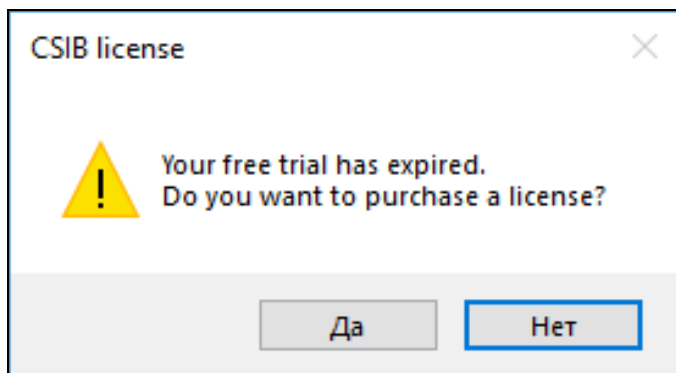 CSIB license
Your free trial has expired.
Do you want to purchase a license?
Да
Нет